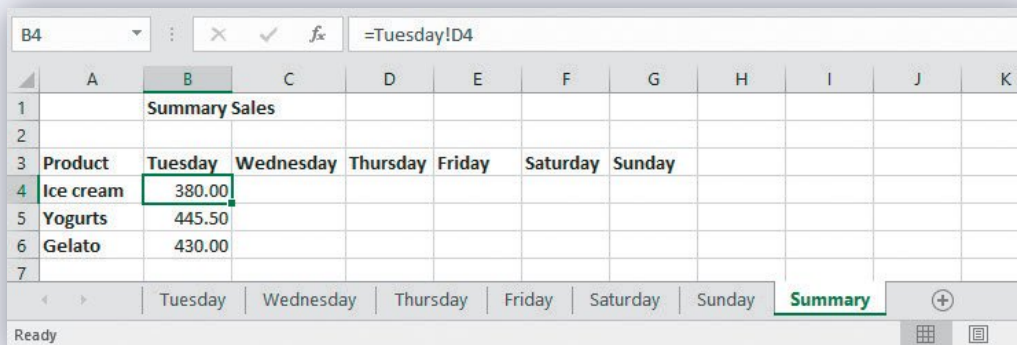 B4 fx =Tuesday!D4
A B C D E F G H I J K
1 Summary Sales
2
3 Product Tuesday Wednesday Thursday Friday Saturday Sunday
4 Ice cream 380.00
5 Yogurts 445.50
6 Gelato 430.00
7
Tuesday Wednesday Thursday Friday Saturday Sunday Summary
Ready